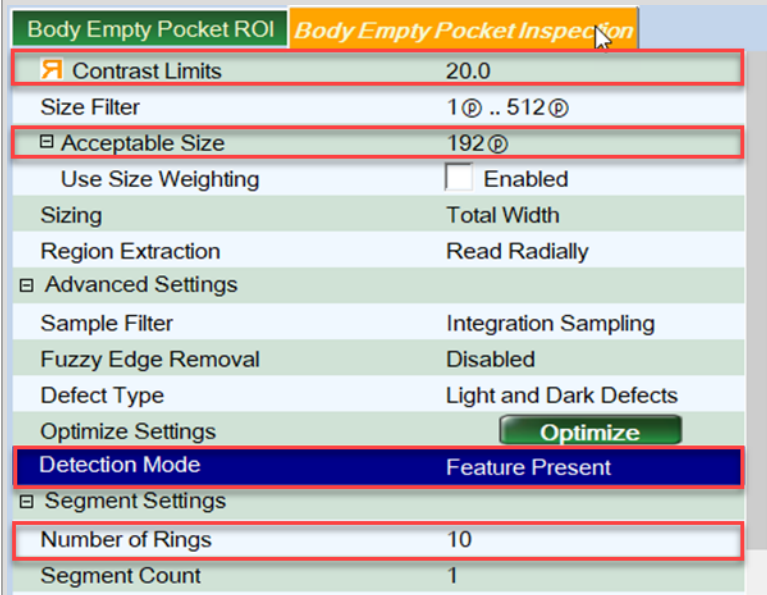 Body Empty Pocket ROI Body Empty Pocket Inspection
Я Contrast Limits 20.0
Size Filter 1ⓟ .. 512ⓟ
Acceptable Size 192ⓟ
Use Size Weighting Enabled
Sizing Total Width
Region Extraction Read Radially
Advanced Settings
Sample Filter Integration Sampling
Fuzzy Edge Removal Disabled
Defect Type Light and Dark Defects
Optimize Settings Optimize
Detection Mode Feature Present
Segment Settings
Number of Rings 10
Segment Count 1